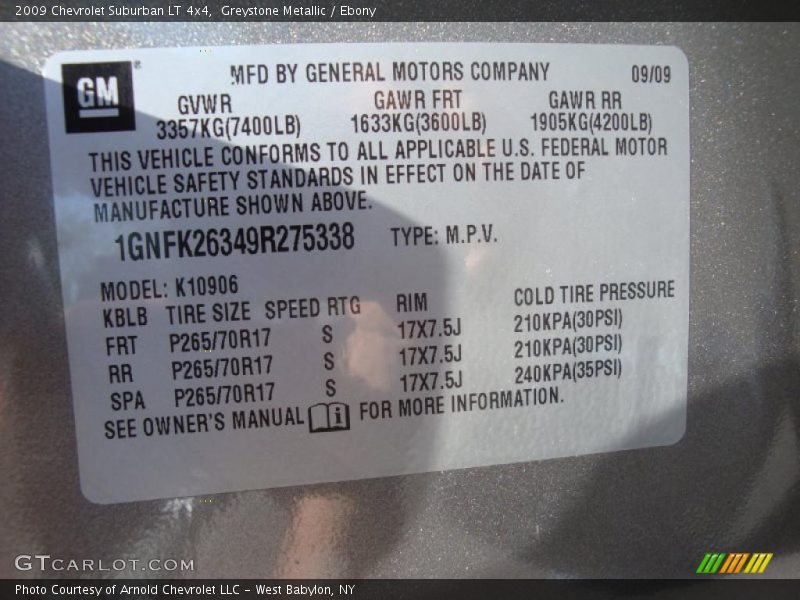 2009 Chevrolet Suburban LT 4x4, Greystone Metallic / Ebony
GM
MFD BY GENERAL MOTORS COMPANY 09/09
GVWR GAWR FRT GAWR RR
3357KG(7400LB) 1633KG(3600LB) 1905KG(4200LB)
THIS VEHICLE CONFORMS TO ALL APPLICABLE U.S. FEDERAL MOTOR
VEHICLE SAFETY STANDARDS IN EFFECT ON THE DATE OF
MANUFACTURE SHOWN ABOVE.
1GNFK26349R275338 TYPE: M.P.V.
MODEL: K10906
KBLB TIRE SIZE SPEED RTG RIM COLD TIRE PRESSURE
FRT P265/70R17 S 17X7.5J 210KPA(30PSI)
RR P265/70R17 S 17X7.5J 210KPA(30PSI)
SPA P265/70R17 S 17X7.5J 240KPA(35PSI)
SEE OWNER'S MANUAL i FOR MORE INFORMATION.
GTCARLOT.COM
Photo Courtesy of Arnold Chevrolet LLC - West Babylon, NY